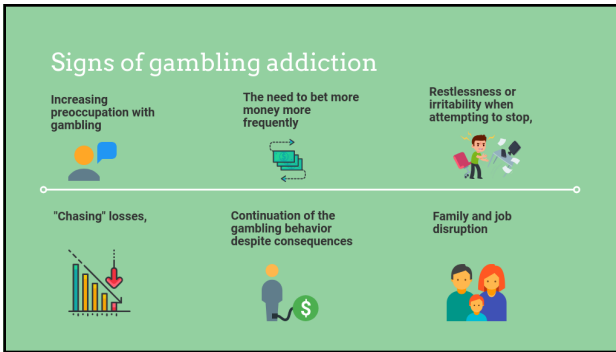 Signs of gambling addiction
Increasing
preoccupation with
gambling
The need to bet more
money more
frequently
Restlessness or
irritability when
attempting to stop,
"Chasing" losses,
Continuation of the
gambling behavior
despite consequences
$
Family and job
disruption